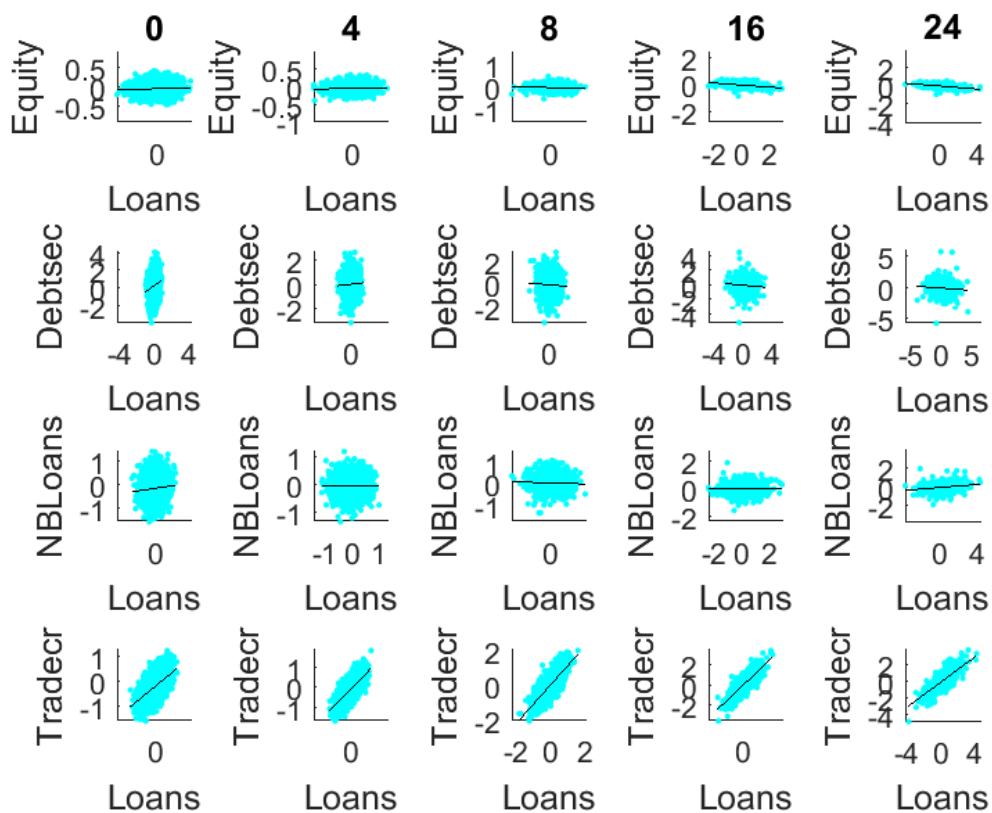 0 4 8 16 24
Equity 0.5 0 -0.5 Equity 0.5 0 -0.5 -1 Equity 1 0 -1 Equity 2 0 -2 Equity 2 0 -2 -4
0 0 0 -2 0 2 0 4
Loans Loans Loans Loans Loans
Debtsec 4 2 0 -2 Debtsec 2 0 -2 Debtsec 2 0 -2 Debtsec 4 2 0 -2 -4 Debtsec 5 0 -5
-4 0 4 0 0 -4 0 4 -5 0 5
Loans Loans Loans Loans Loans
NBLoans 1 0 -1 NBLoans 1 0 -1 NBLoans 1 0 -1 NBLoans 2 0 -2 NBLoans 2 0 -2
0 -1 0 1 0 -2 0 2 0 4
Loans Loans Loans Loans Loans
Tradecr 1 0 -1 Tradecr 1 0 -1 Tradecr 2 0 -2 Tradecr 2 0 -2 Tradecr 4 2 0 -2 -4
0 0 -2 0 2 0 -4 0 4
Loans Loans Loans Loans Loans